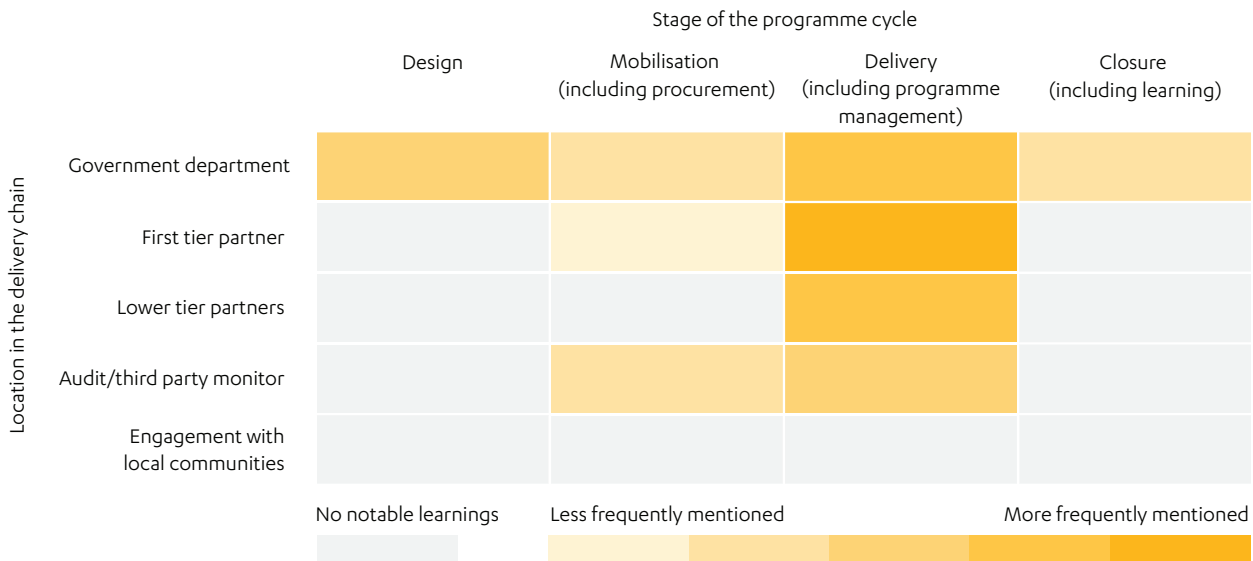 Stage of the programme cycle
Design
Mobilisation
(including procurement)
Delivery
(including programme
management)
Closure
(including learning)
Location in the delivery chain
Government department
First tier partner
Lower tier partners
Audit/third party monitor
Engagement with
local communities
No notable learnings
Less frequently mentioned
More frequently mentioned